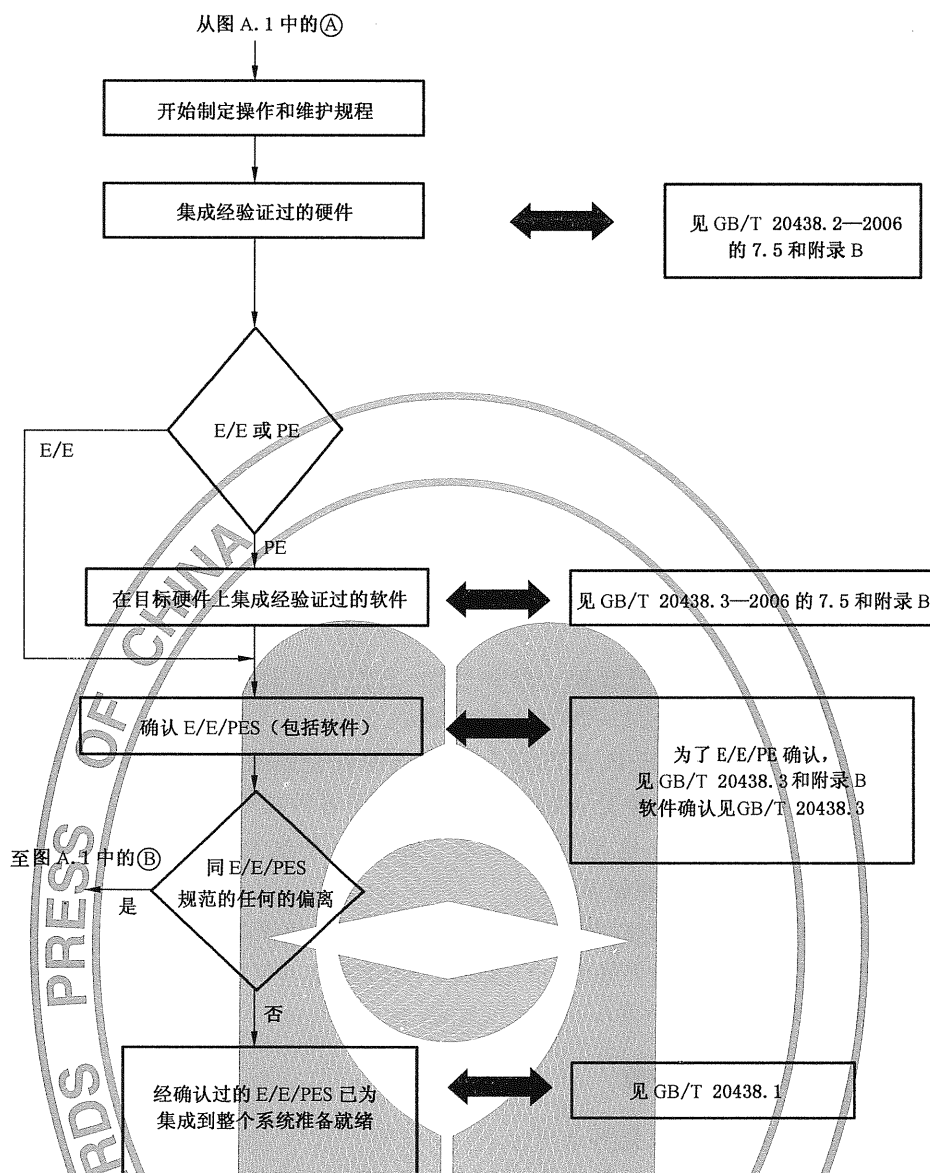 从图 A.1 中的Ⓐ
开始制定操作和维护规程
集成经验证过的硬件
见 GB/T 20438.2—2006
的 7.5 和附录 B
E/E 或 PE
E/E
PE
在目标硬件上集成经验证过的软件
见 GB/T 20438.3—2006 的 7.5 和附录 B
确认 E/E/PES（包括软件）
为了 E/E/PE 确认，
见 GB/T 20438.3 和附录 B
软件确认见GB/T 20438.3
至图 A.1 中的Ⓑ
同 E/E/PES
规范的任何的偏离
是
否
经确认过的 E/E/PES 已为
集成到整个系统准备就绪
见 GB/T 20438.1
RDS PRESS OF CHINA